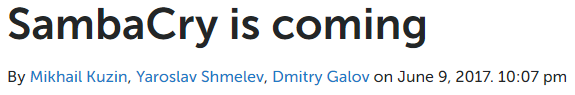 SambaCry is coming
By Mikhail Kuzin, Yaroslav Shmelev, Dmitry Galov on June 9, 2017. 10:07 pm